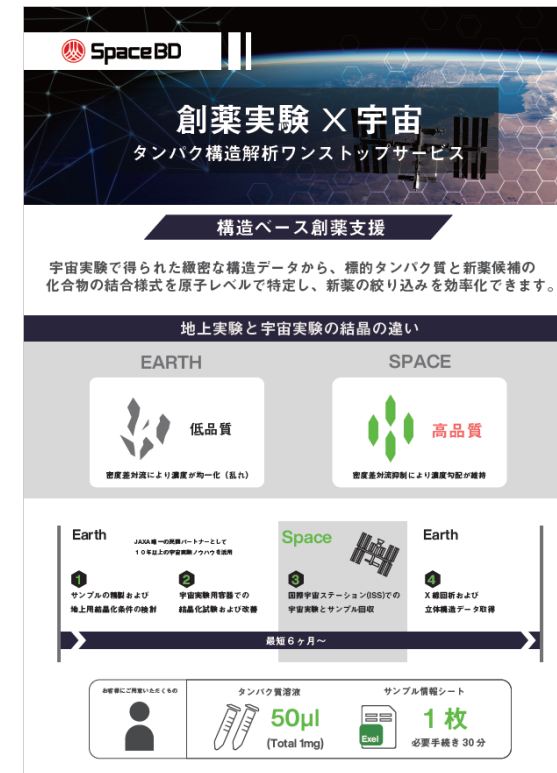 SpaceBD
創薬実験 × 宇宙
タンパク構造解析ワンストップサービス
構造ベース創薬支援
宇宙実験で得られた緻密な構造データから、標的タンパク質と新薬候補の
化合物の結合様式を原子レベルで特定し、新薬の絞り込みを効率化できます。
地上実験と宇宙実験の結晶の違い
EARTH
SPACE
低品質
高品質
密度差対流により濃度が均一化（乱れ）
密度差対流抑制により濃度勾配が維持
Earth
JAXA唯一の民間パートナーとして
１０年以上の宇宙実験ノウハウを活用
Space
Earth
1
サンプルの精製および
地上用結晶化条件の検討
2
宇宙実験用容器での
結晶化試験および改善
3
国際宇宙ステーション(ISS)での
宇宙実験とサンプル回収
4
X線回折および
立体構造データ取得
最短６ヶ月～
お客様にご用意いただくもの
タンパク質溶液
50μl
(Total 1mg)
サンプル情報シート
Exel
1 枚
必要手続き 30 分